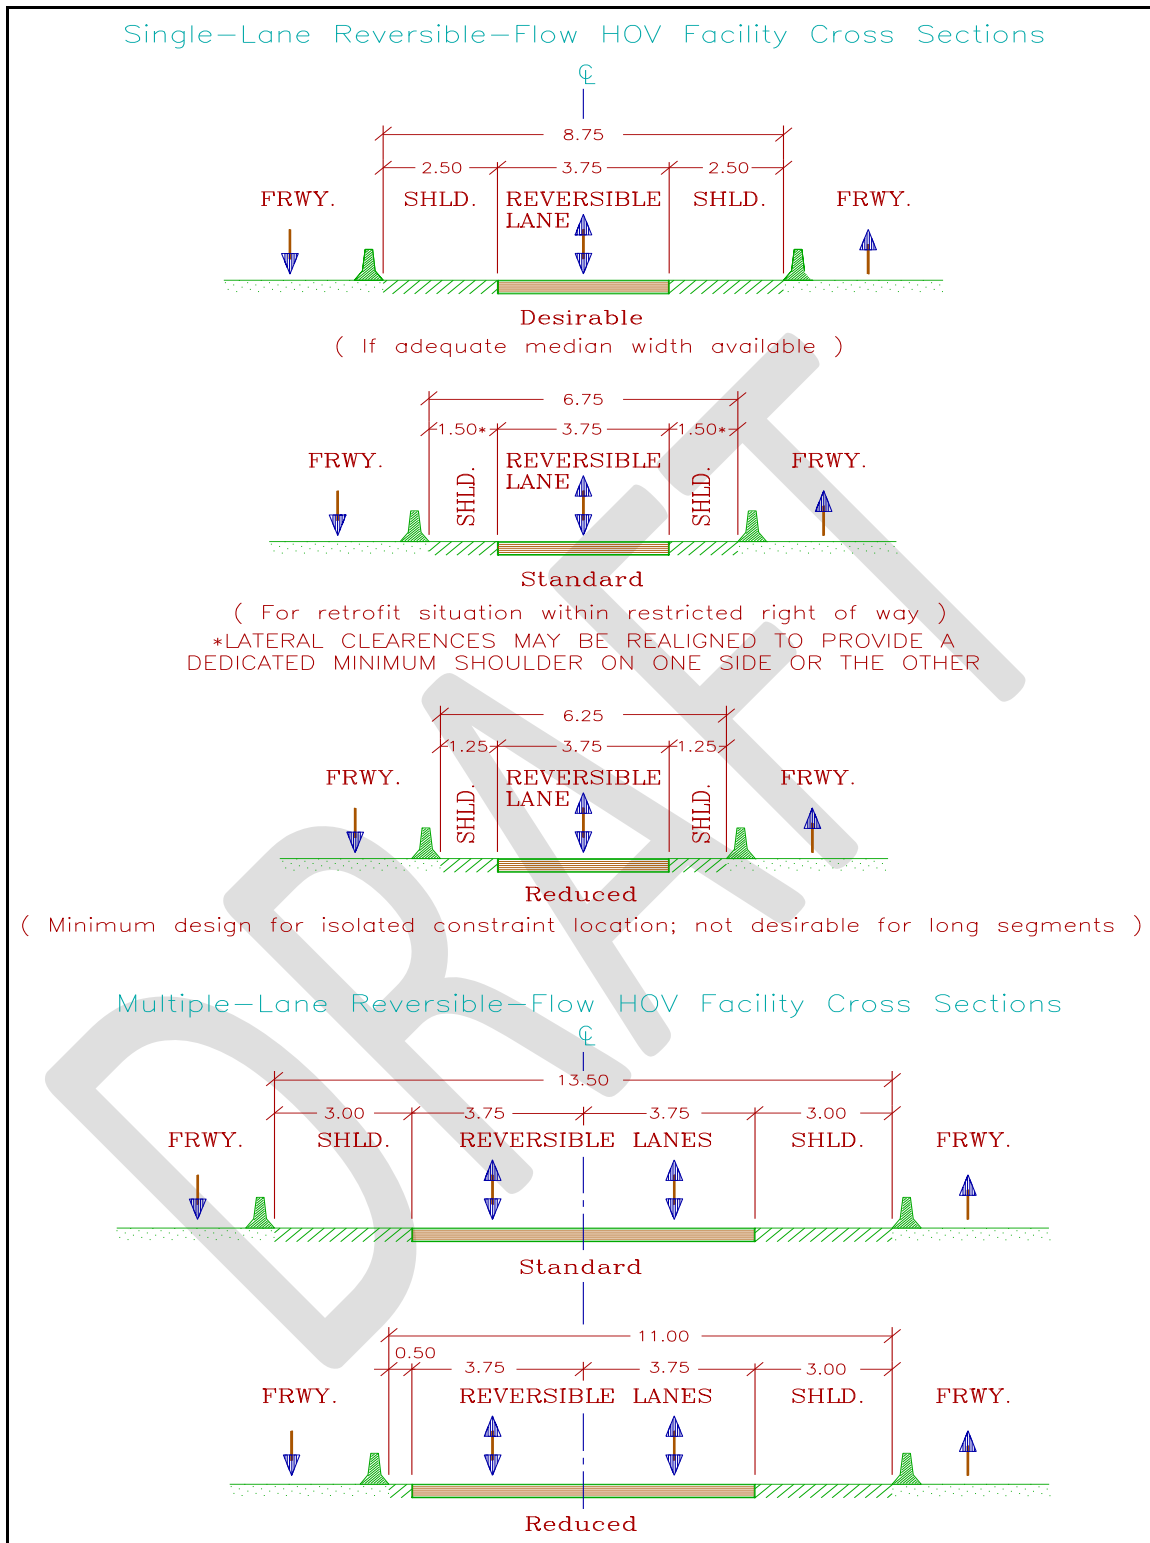 Single-Lane Reversible-Flow HOV Facility Cross Sections
℄
8.75
2.50 3.75 2.50
FRWY. SHLD. REVERSIBLE SHLD. FRWY.
LANE
Desirable
( If adequate median width available )
6.75
1.50* 3.75 1.50*
FRWY. SHLD. REVERSIBLE SHLD. FRWY.
LANE
Standard
( For retrofit situation within restricted right of way )
*LATERAL CLEARENCES MAY BE REALIGNED TO PROVIDE A
DEDICATED MINIMUM SHOULDER ON ONE SIDE OR THE OTHER
6.25
1.25 3.75 1.25
FRWY. SHLD. REVERSIBLE SHLD. FRWY.
LANE
Reduced
( Minimum design for isolated constraint location; not desirable for long segments )
Multiple-Lane Reversible-Flow HOV Facility Cross Sections
℄
13.50
3.00 3.75 3.75 3.00
FRWY. SHLD. REVERSIBLE LANES SHLD. FRWY.
Standard
11.00
0.50 3.75 3.75 3.00
FRWY. REVERSIBLE LANES SHLD. FRWY.
Reduced
DRAFT